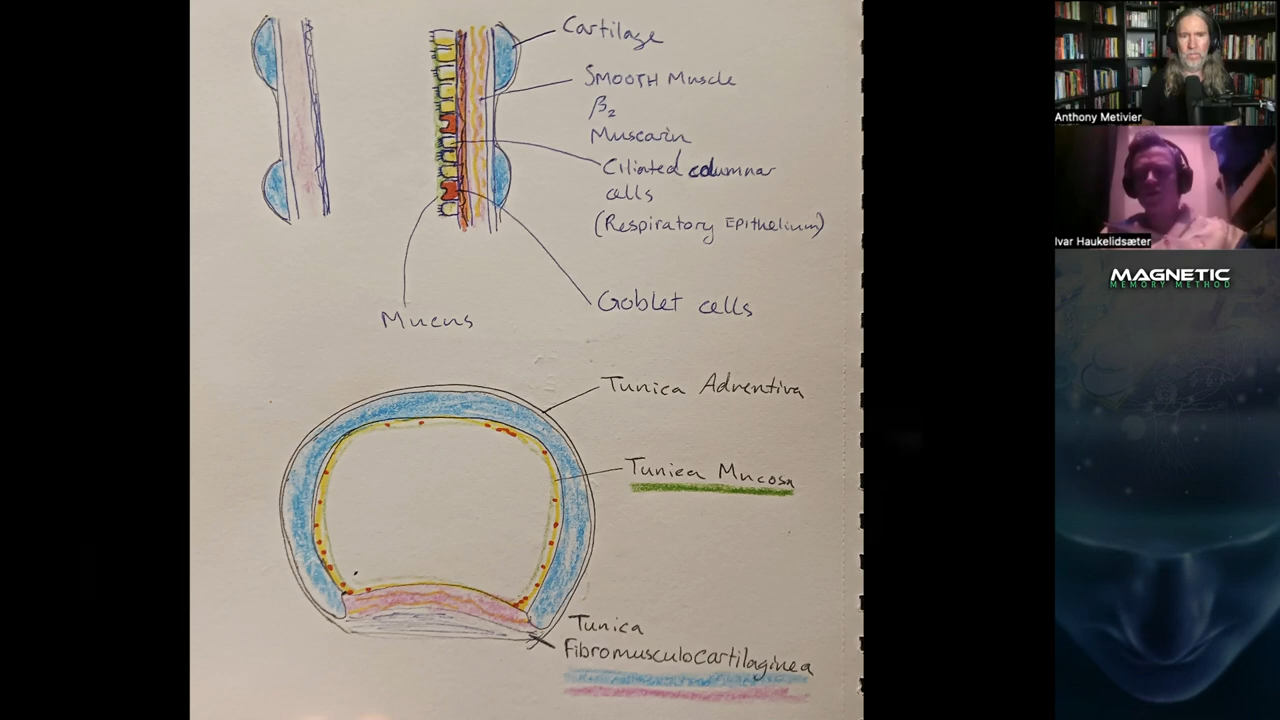 Cartilage
SMOOTH Muscle
β₂
Muscarin
Ciliated columnar
cells
(Respiratory Epithelium)
Goblet cells
Mucus
Tunica Adventiva
Tunica Mucosa
Tunica
Fibromusculocartilaginea
Anthony Metivier
Ivar Haukelidsæter
MAGNETIC
MEMORY METHOD